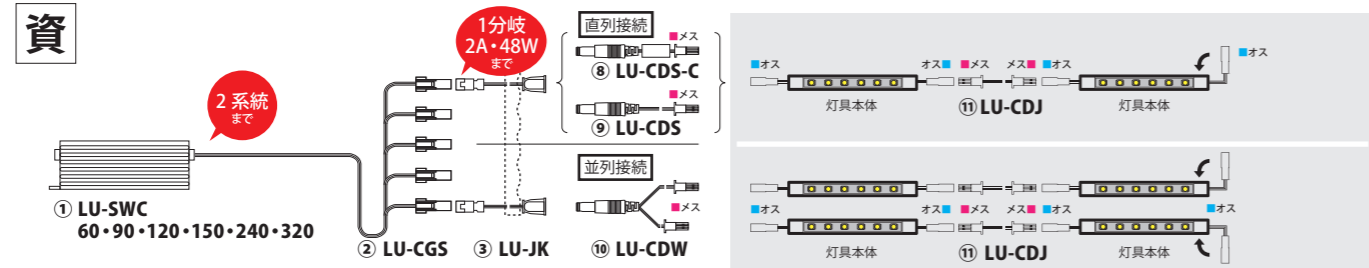 資
2 系統
まで
① LU-SWC
60・90・120・150・240・320
② LU-CGS
③ LU-JK
1分岐
2A・48W
まで
直列接続
■メス
⑧ LU-CDS-C
■メス
⑨ LU-CDS
並列接続
■メス
⑩ LU-CDW
■オス
オス■
■メス
メス■
■オス
■オス
灯具本体
⑪ LU-CDJ
灯具本体
■オス
オス■
■メス
メス■
■オス
■オス
灯具本体
⑪ LU-CDJ
灯具本体